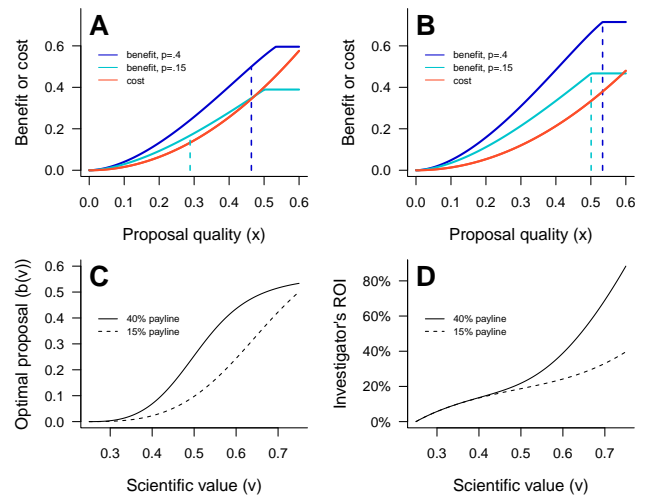 A
Benefit or cost
0.6
0.4
0.2
0.0
benefit, p=.4
benefit, p=.15
cost
0.0 0.1 0.2 0.3 0.4 0.5 0.6
Proposal quality (x)
B
Benefit or cost
0.6
0.4
0.2
0.0
benefit, p=.4
benefit, p=.15
cost
0.0 0.1 0.2 0.3 0.4 0.5 0.6
Proposal quality (x)
C
Optimal proposal (b(v))
0.6
0.5
0.4
0.3
0.2
0.1
0.0
40% payline
15% payline
0.3 0.4 0.5 0.6 0.7
Scientific value (v)
D
Investigator's ROI
80%
60%
40%
20%
0%
40% payline
15% payline
0.3 0.4 0.5 0.6 0.7
Scientific value (v)